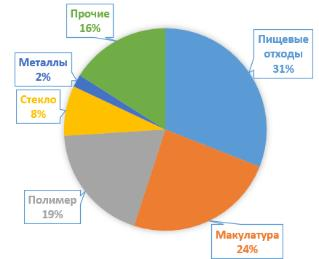 Прочие
16%
Пищевые
отходы
31%
Металлы
2%
Стекло
8%
Полимер
19%
Макулатура
24%